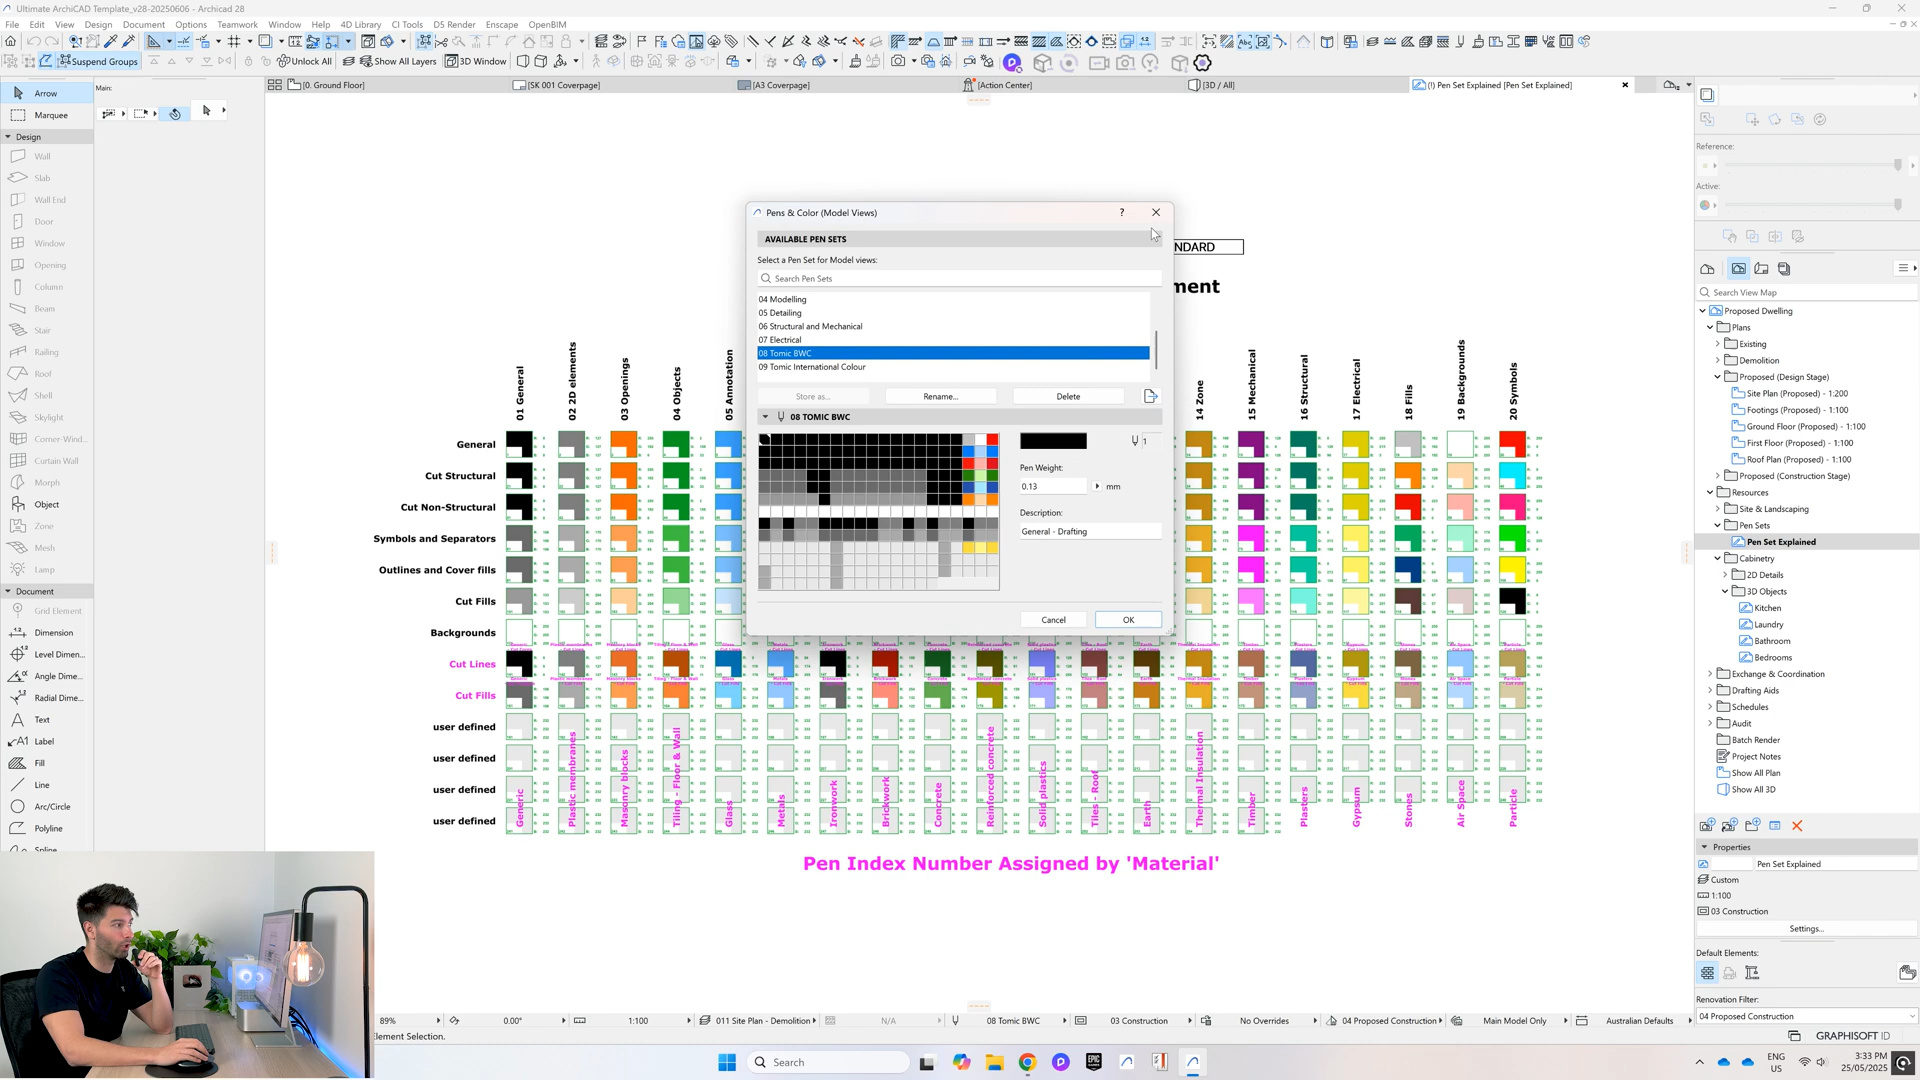 Ultimate ArchiCAD Template_v28-20250606 - Archicad 28
File Edit View Design Document Options Teamwork Window Help 4D Library CI Tools D5 Render Enscape OpenBIM
Suspend Groups Unlock All Show All Layers 3D Window
[0. Ground Floor] [SK 001 Coverpage] [A3 Coverpage] [Action Center] [3D / All] (!) Pen Set Explained [Pen Set Explained]
Arrow
Marquee
Design
Wall
Slab
Wall End
Door
Window
Opening
Column
Beam
Stair
Railing
Roof
Shell
Skylight
Corner-Wind...
Curtain Wall
Morph
Object
Zone
Mesh
Lamp
Document
Grid Element
Dimension
Level Dimen...
Angle Dime...
Radial Dime...
Text
Label
Fill
Line
Arc/Circle
Polyline
Spline
Main:
NDARD
ment
01 General
02 2D elements
03 Openings
04 Objects
05 Annotation
14 Zone
15 Mechanical
16 Structural
17 Electrical
18 Fills
19 Backgrounds
20 Symbols
General
Cut Structural
Cut Non-Structural
Symbols and Separators
Outlines and Cover fills
Cut Fills
Backgrounds
Cut Lines
Cut Fills
user defined
user defined
user defined
user defined
Generic
Plastic membranes
Masonry blocks
Tiling - Floor & Wall
Glass
Metals
Ironwork
Brickwork
Concrete
Reinforced concrete
Solid plastics
Tiles - Roof
Earth
Thermal Insulation
Timber
Plasters
Gypsum
Stones
Air Space
Particle
Pen Index Number Assigned by 'Material'
Pens & Color (Model Views)
?
AVAILABLE PEN SETS
Select a Pen Set for Model views:
Search Pen Sets
04 Modelling
05 Detailing
06 Structural and Mechanical
07 Electrical
08 Tomic BWC
09 Tomic International Colour
Store as... Rename... Delete
08 TOMIC BWC
1
Pen Weight:
0.13 mm
Description:
General - Drafting
Cancel OK
Reference:
Active:
Search View Map
Proposed Dwelling
Plans
Existing
Demolition
Proposed (Design Stage)
Site Plan (Proposed) - 1:200
Footings (Proposed) - 1:100
Ground Floor (Proposed) - 1:100
First Floor (Proposed) - 1:100
Roof Plan (Proposed) - 1:100
Proposed (Construction Stage)
Resources
Site & Landscaping
Pen Sets
Pen Set Explained
Cabinetry
2D Details
3D Objects
Kitchen
Laundry
Bathroom
Bedrooms
Exchange & Coordination
Drafting Aids
Schedules
Audit
Batch Render
Project Notes
Show All Plan
Show All 3D
Properties
Pen Set Explained
Custom
1:100
03 Construction
Settings...
Default Elements:
Renovation Filter:
04 Proposed Construction
89% 0.00° 1:100 011 Site Plan - Demolition N/A 08 Tomic BWC 03 Construction No Overrides 04 Proposed Construction Main Model Only Australian Defaults
Element Selection.
GRAPHISOFT ID
Search
ENG
US
3:33 PM
25/05/2025